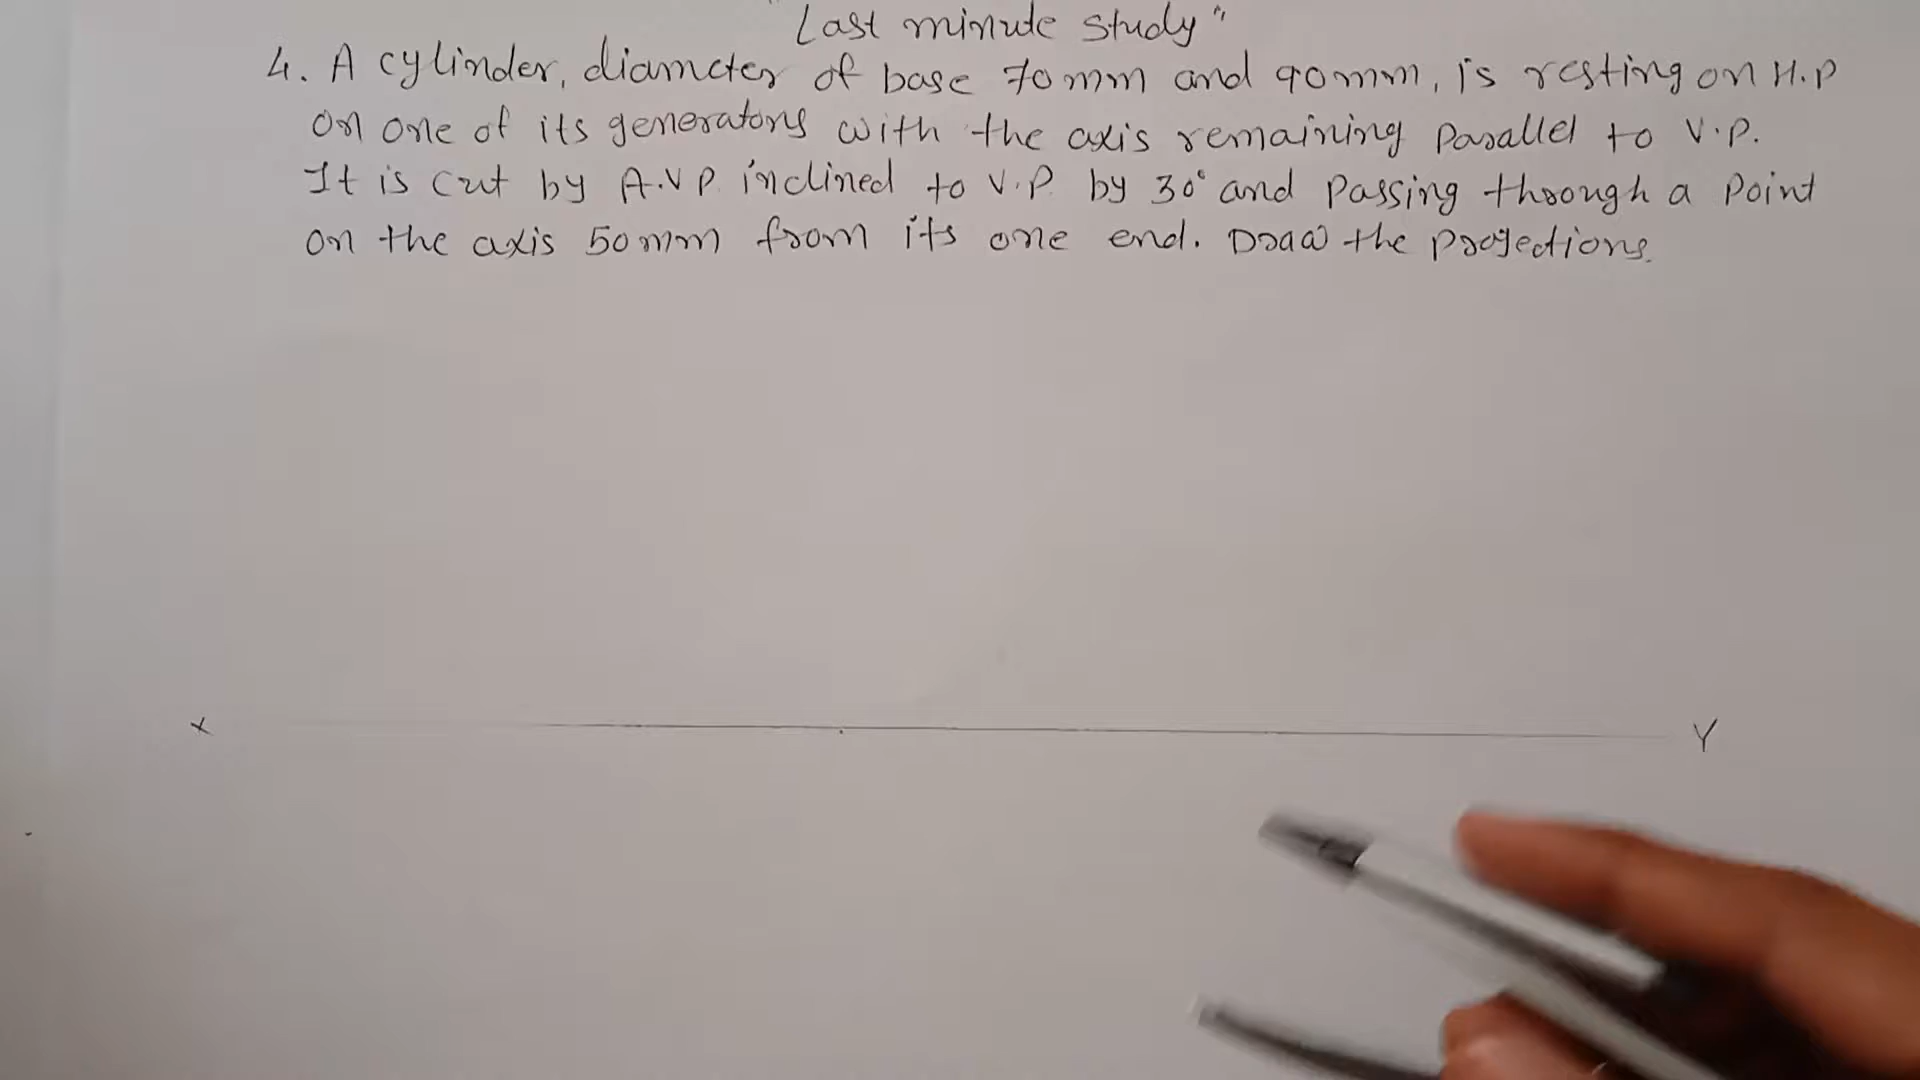 "Last minute study"
4. A cylinder, diameter of base 70mm and 90mm, is resting on H.P
on one of its generators with the axis remaining parallel to V.P.
It is cut by A.V.P. inclined to V.P. by 30° and passing through a point
on the axis 50mm from its one end. Draw the projections.
X Y